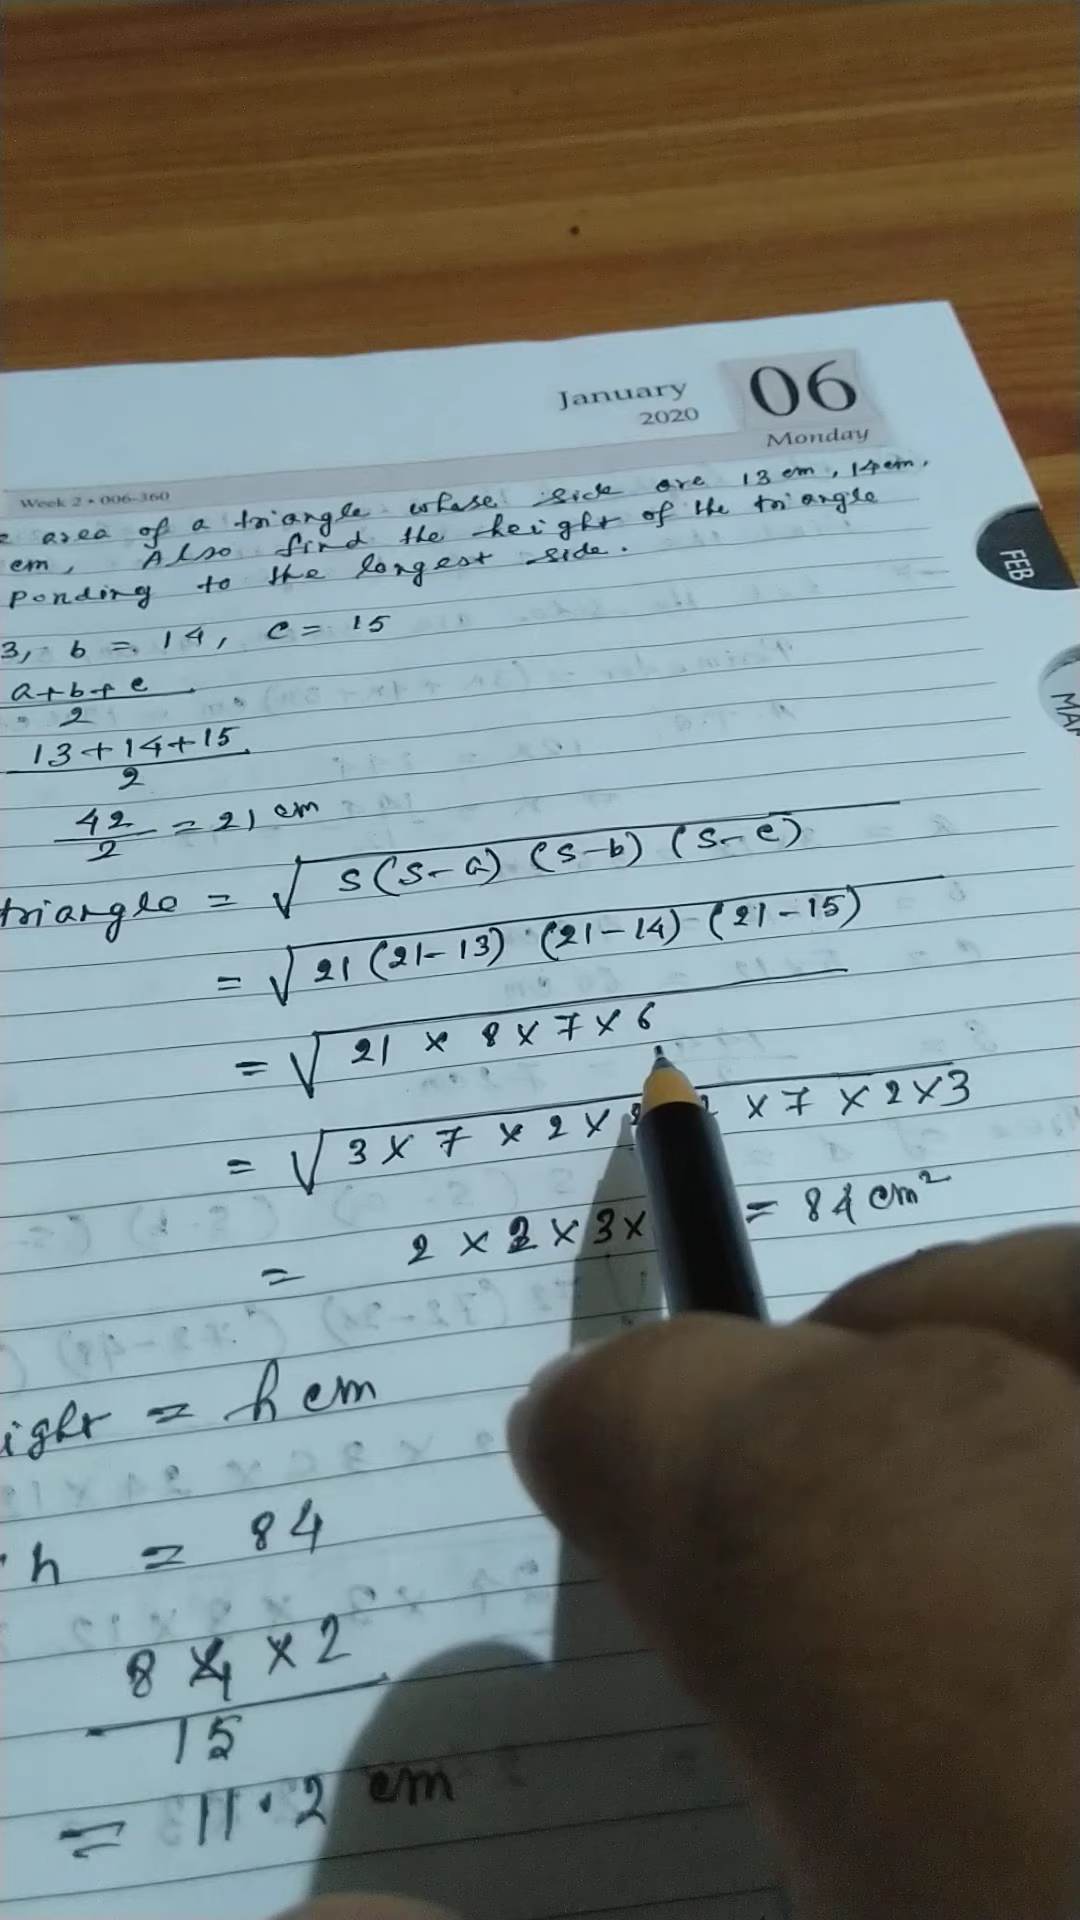 January
2020
06
Monday
Week 2 • 006-360
area of a triangle whose side are 13 cm, 14 cm,
cm, Also find the height of the triangle
ponding to the longest side.
3, b = 14, c = 15
a+b+c
2
13+14+15
2
42
2
= 21 cm
triangle = √s(s-a) (s-b) (s-c)
= √21 (21-13) (21-14) (21-15)
= √21 × 8 × 7 × 6
= √3 × 7 × 2 × × 7 × 2 × 3
= 2 × 2 × 3 × = 84 cm²
ight = h cm
h = 84
84 × 2
15
= 11.2 cm
FEB
MAR